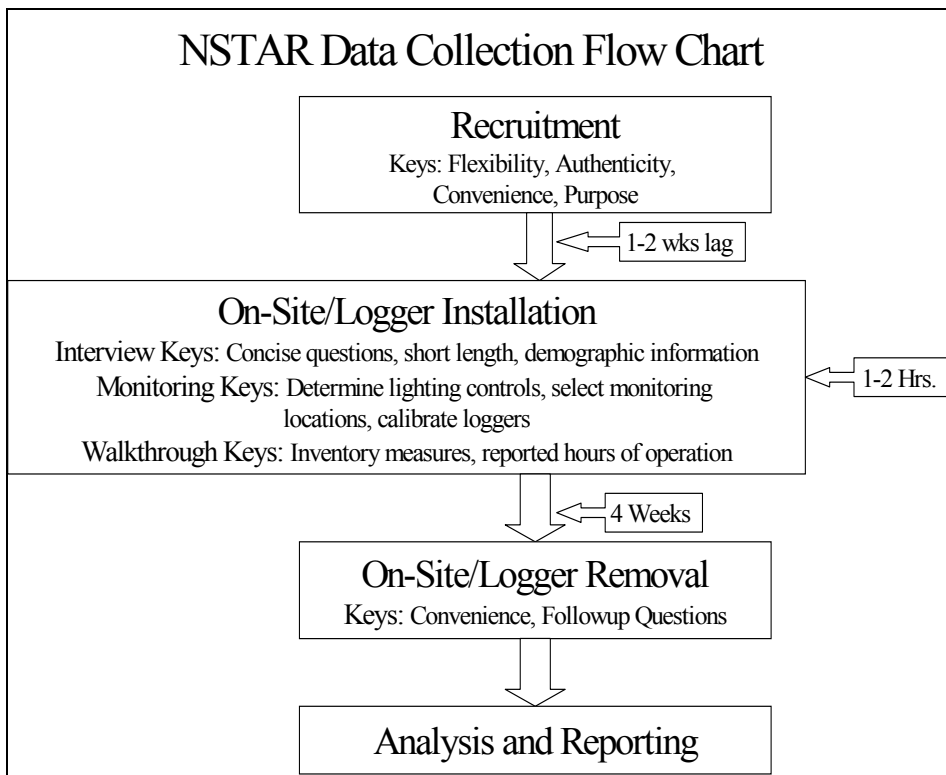 NSTAR Data Collection Flow Chart
Recruitment
Keys: Flexibility, Authenticity,
Convenience, Purpose
1-2 wks lag
On-Site/Logger Installation
Interview Keys: Concise questions, short length, demographic information
Monitoring Keys: Determine lighting controls, select monitoring
locations, calibrate loggers
Walkthrough Keys: Inventory measures, reported hours of operation
1-2 Hrs.
4 Weeks
On-Site/Logger Removal
Keys: Convenience, Followup Questions
Analysis and Reporting